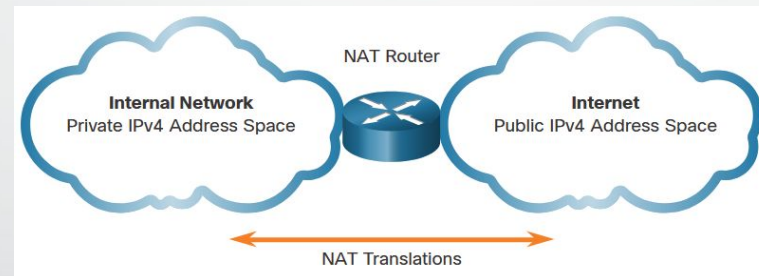 NAT Router
Internal Network
Private IPv4 Address Space
Internet
Public IPv4 Address Space
NAT Translations